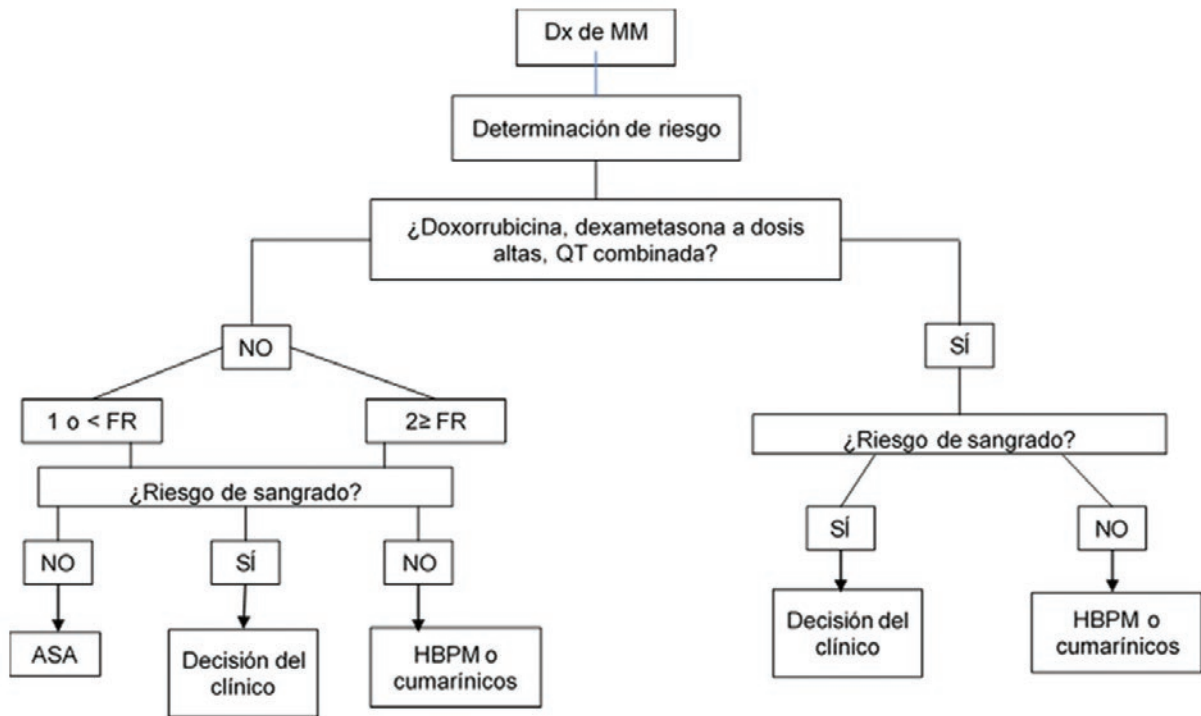 Dx de MM
Determinación de riesgo
¿Doxorrubicina, dexametasona a dosis
altas, QT combinada?
NO
SÍ
1 o < FR
2≥ FR
¿Riesgo de sangrado?
¿Riesgo de sangrado?
NO
SÍ
NO
SÍ
NO
ASA
Decisión del
clínico
HBPM o
cumarínicos
Decisión del
clínico
HBPM o
cumarínicos